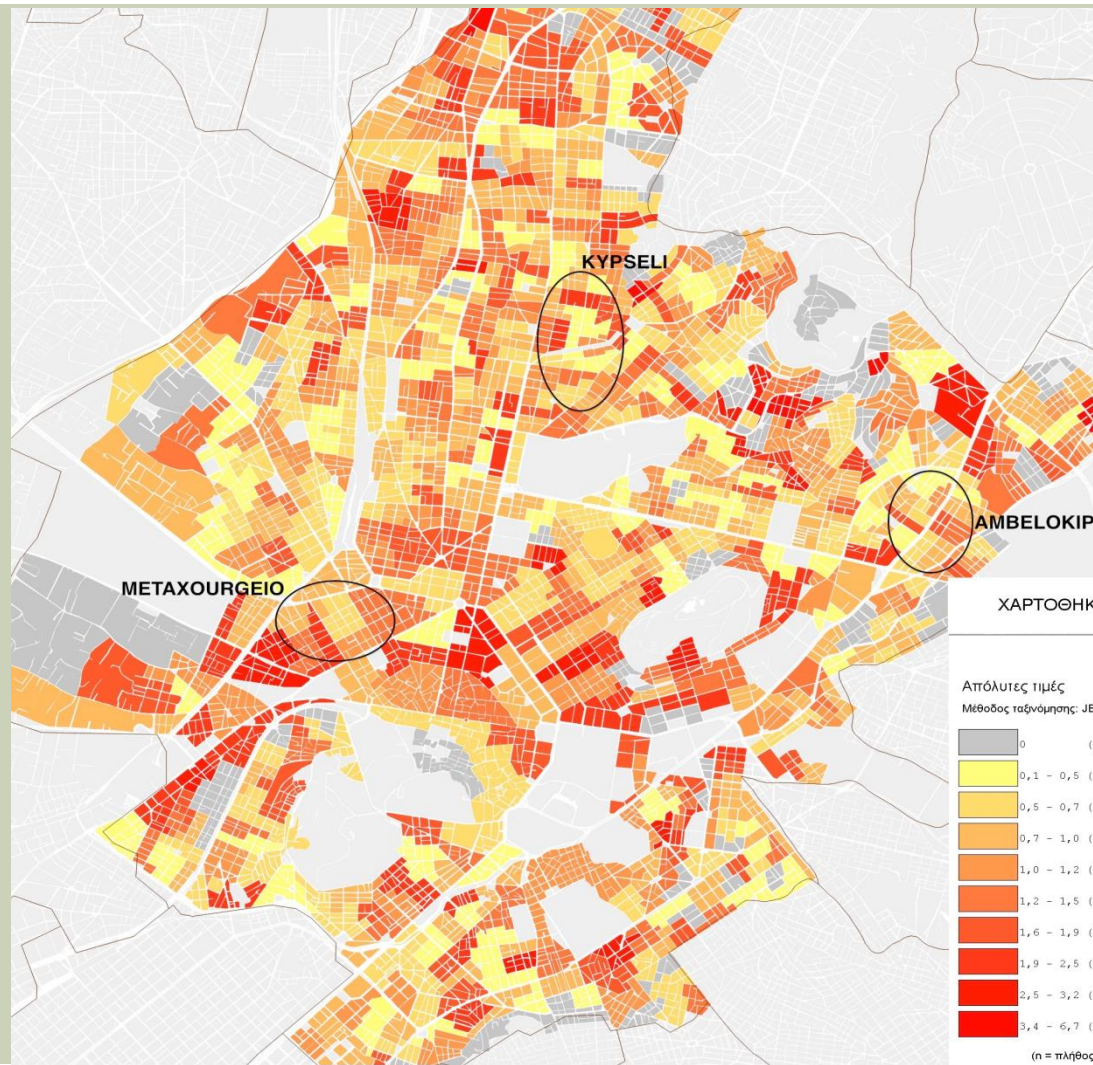 KYPSELI
AMBELOKIP
METAXOURGEIO
ΧΑΡΤΟΘΗΚ
Απόλυτες τιμές
Μέθοδος ταξινόμησης: JE
0 (
0,1 - 0,5 (
0,5 - 0,7 (
0,7 - 1,0 (
1,0 - 1,2 (
1,2 - 1,5 (
1,6 - 1,9 (
1,9 - 2,5 (
2,5 - 3,2 (
3,4 - 6,7 (
(n = πλήθος